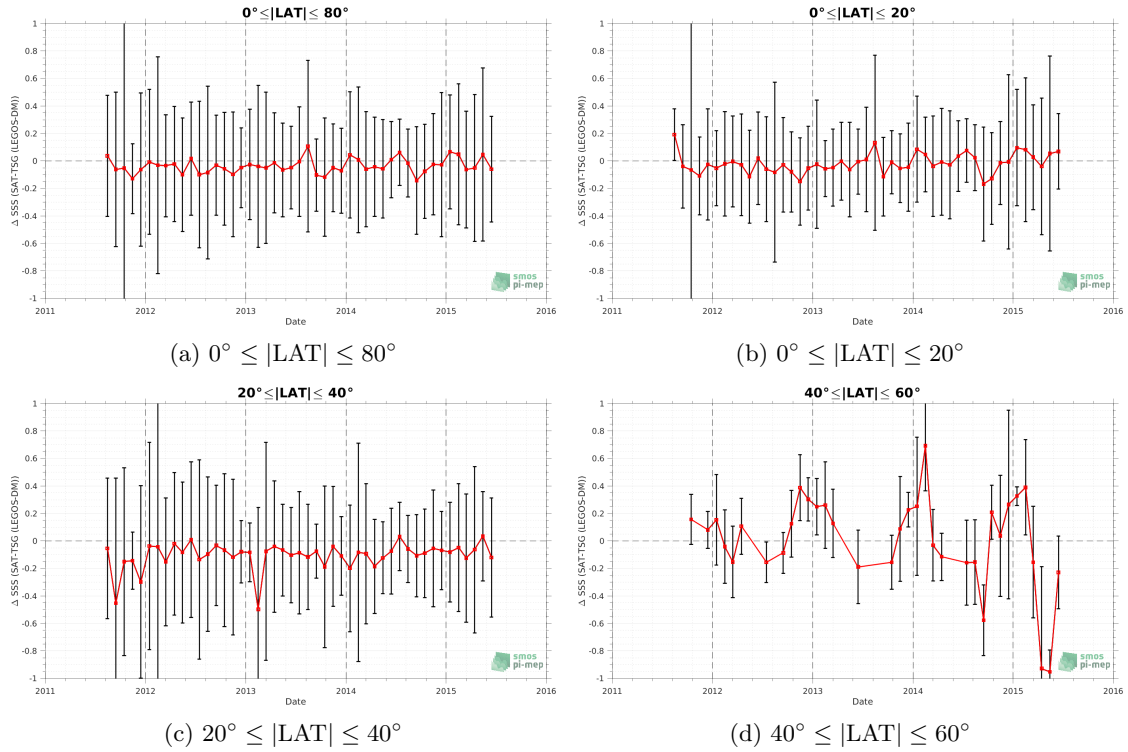 0°≤|LAT|≤ 80°
1
0.8
0.6
0.4
0.2
0
-0.2
-0.4
-0.6
-0.8
-1
Δ SSS (SAT-TSG (LEGOS-DM))
smos
pi-mep
2011 2012 2013 2014 2015 2016
Date
(a) 0° ≤ |LAT| ≤ 80°
0°≤|LAT|≤ 20°
1
0.8
0.6
0.4
0.2
0
-0.2
-0.4
-0.6
-0.8
-1
Δ SSS (SAT-TSG (LEGOS-DM))
smos
pi-mep
2011 2012 2013 2014 2015 2016
Date
(b) 0° ≤ |LAT| ≤ 20°
20°≤|LAT|≤ 40°
1
0.8
0.6
0.4
0.2
0
-0.2
-0.4
-0.6
-0.8
-1
Δ SSS (SAT-TSG (LEGOS-DM))
smos
pi-mep
2011 2012 2013 2014 2015 2016
Date
(c) 20° ≤ |LAT| ≤ 40°
40°≤|LAT|≤ 60°
1
0.8
0.6
0.4
0.2
0
-0.2
-0.4
-0.6
-0.8
-1
Δ SSS (SAT-TSG (LEGOS-DM))
smos
pi-mep
2011 2012 2013 2014 2015 2016
Date
(d) 40° ≤ |LAT| ≤ 60°